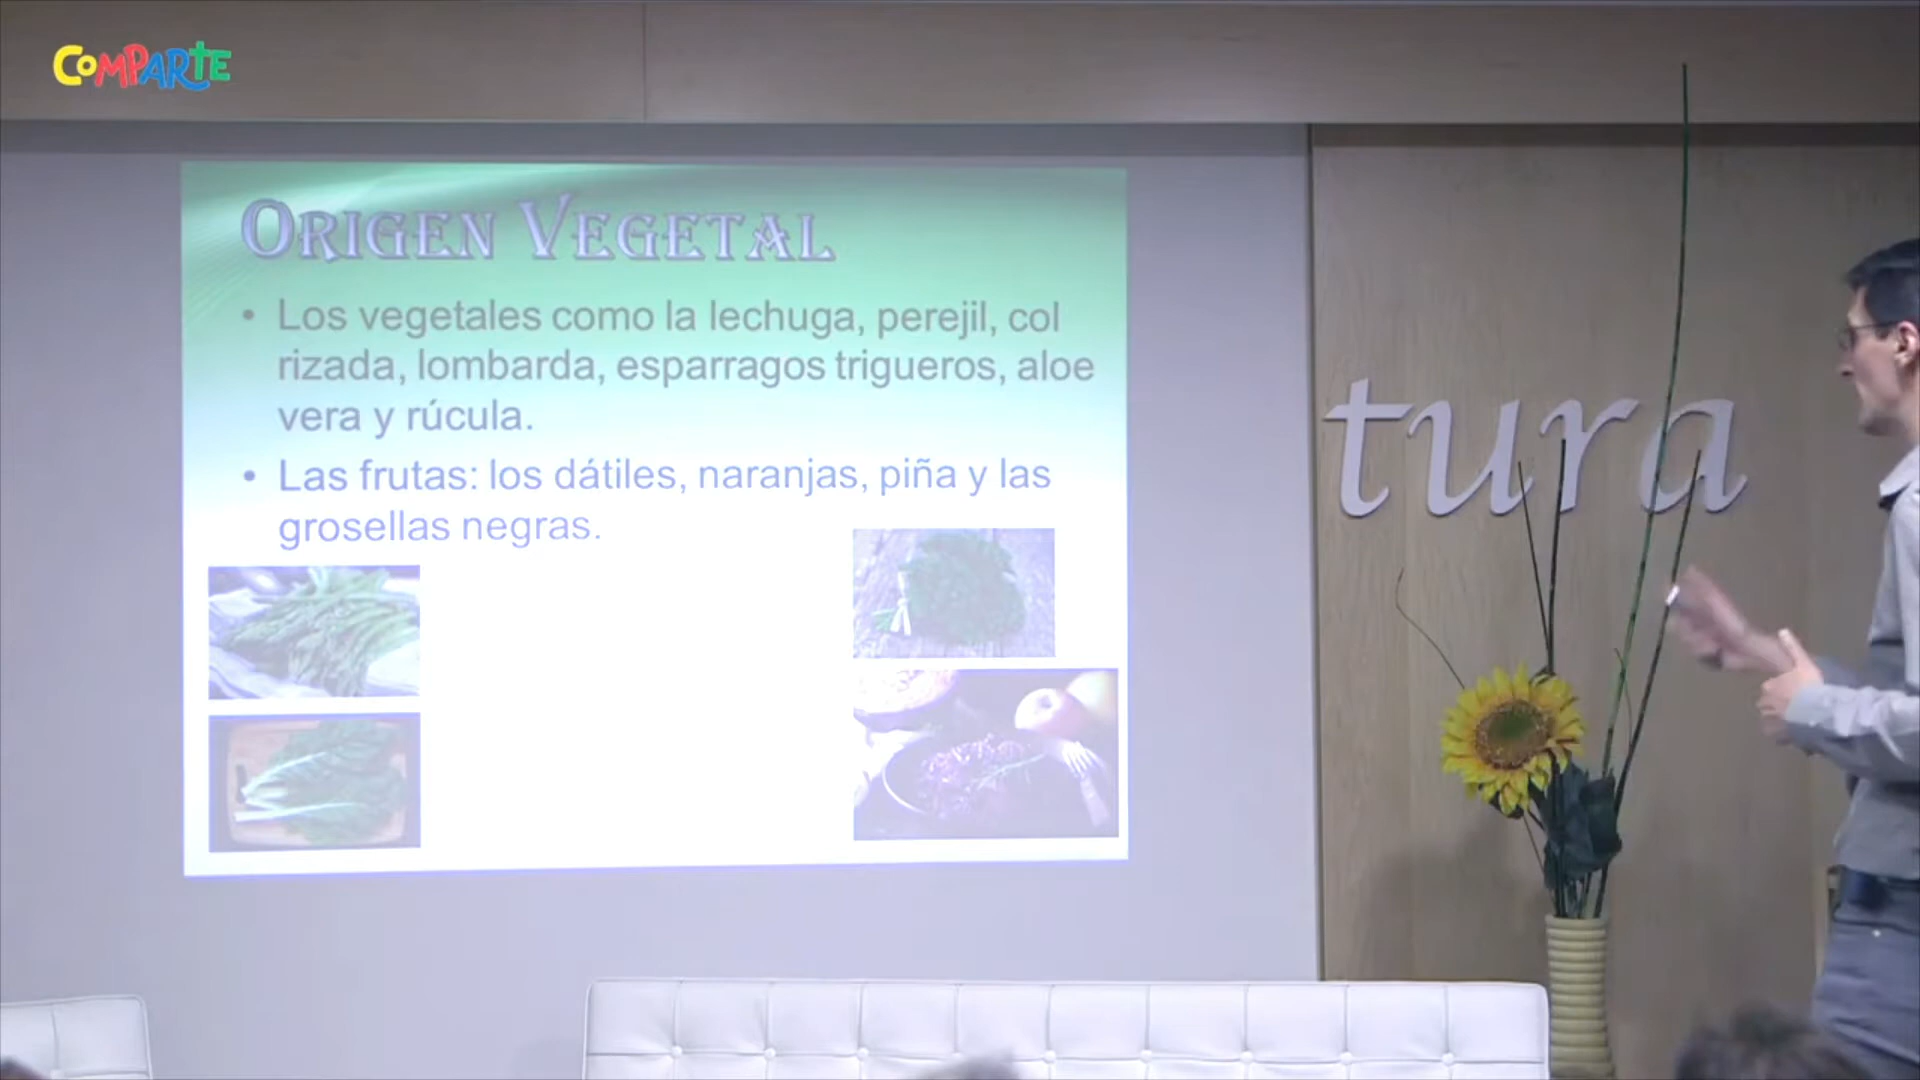 COMPARTE
ORIGEN VEGETAL
• Los vegetales como la lechuga, perejil, col
rizada, lombarda, esparragos trigueros, aloe
vera y rúcula.
• Las frutas: los dátiles, naranjas, piña y las
grosellas negras.
tura